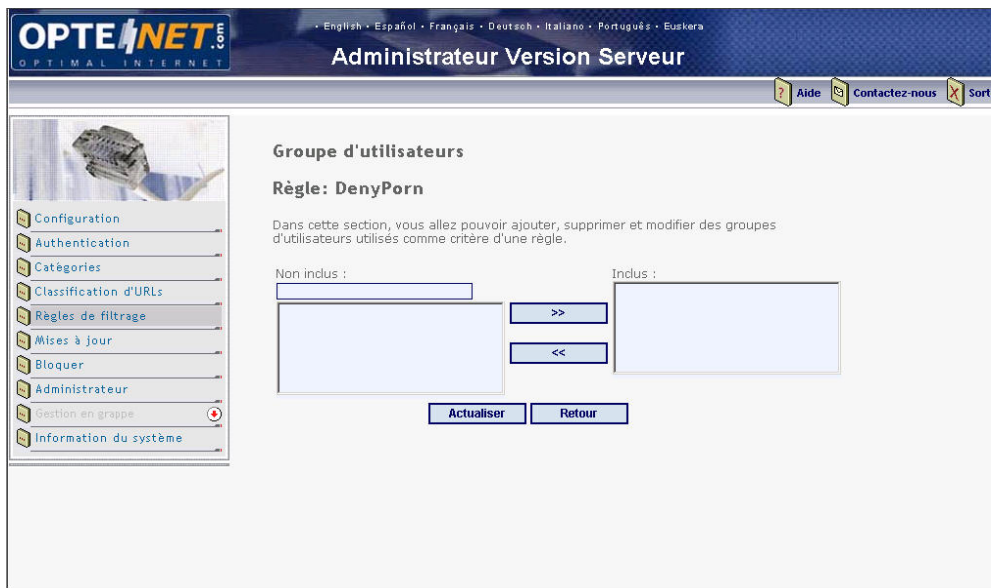 OPTENET.com
OPTIMAL INTERNET
• English • Español • Français • Deutsch • Italiano • Português • Euskera
Administrateur Version Serveur
? Aide
Contactez-nous
X Sort
Groupe d'utilisateurs
Règle: DenyPorn
Dans cette section, vous allez pouvoir ajouter, supprimer et modifier des groupes
d'utilisateurs utilisés comme critère d'une règle.
Configuration
Authentication
Catègories
Classification d'URLs
Règles de filtrage
Mises à jour
Bloquer
Administrateur
Gestion en grappe
Information du système
Non inclus :
Inclus :
>>
<<
Actualiser
Retour